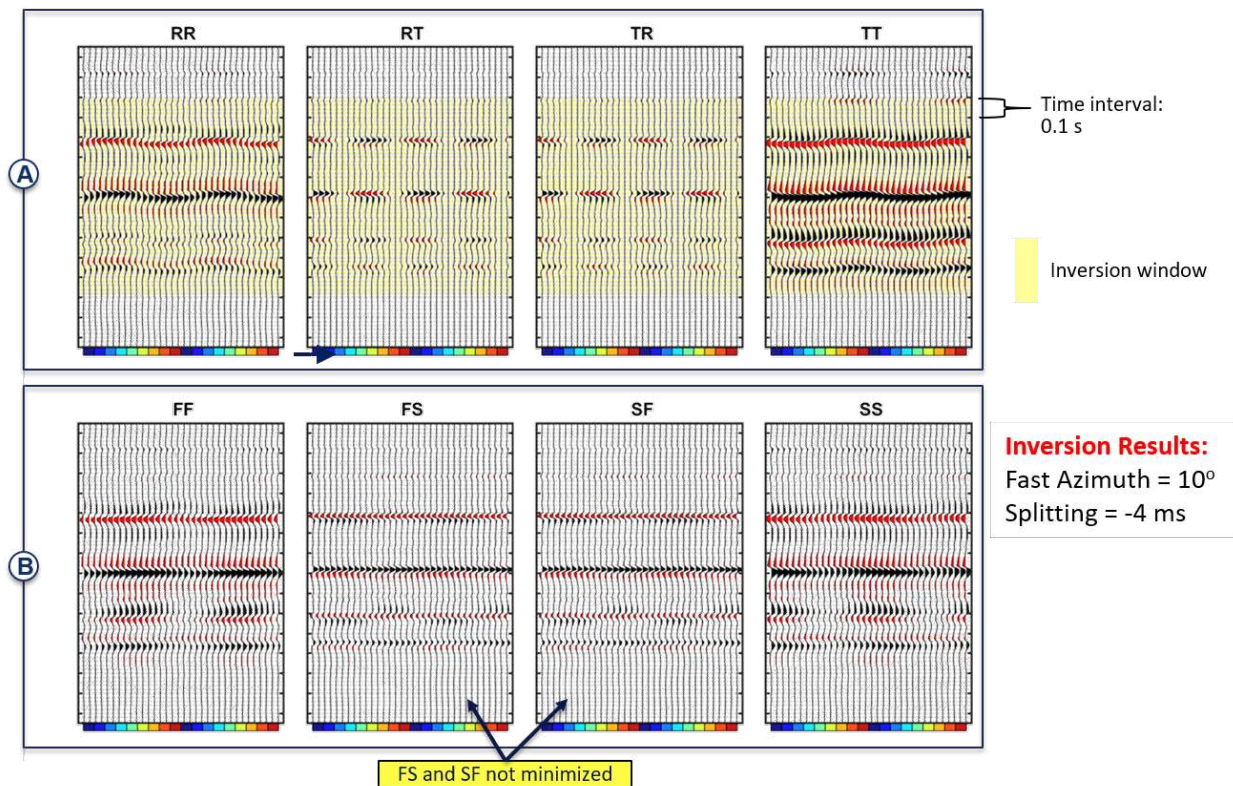 RR RT TR TT
A
Time interval:
0.1 s
Inversion window
FF FS SF SS
B
Inversion Results:
Fast Azimuth = 10º
Splitting = -4 ms
FS and SF not minimized